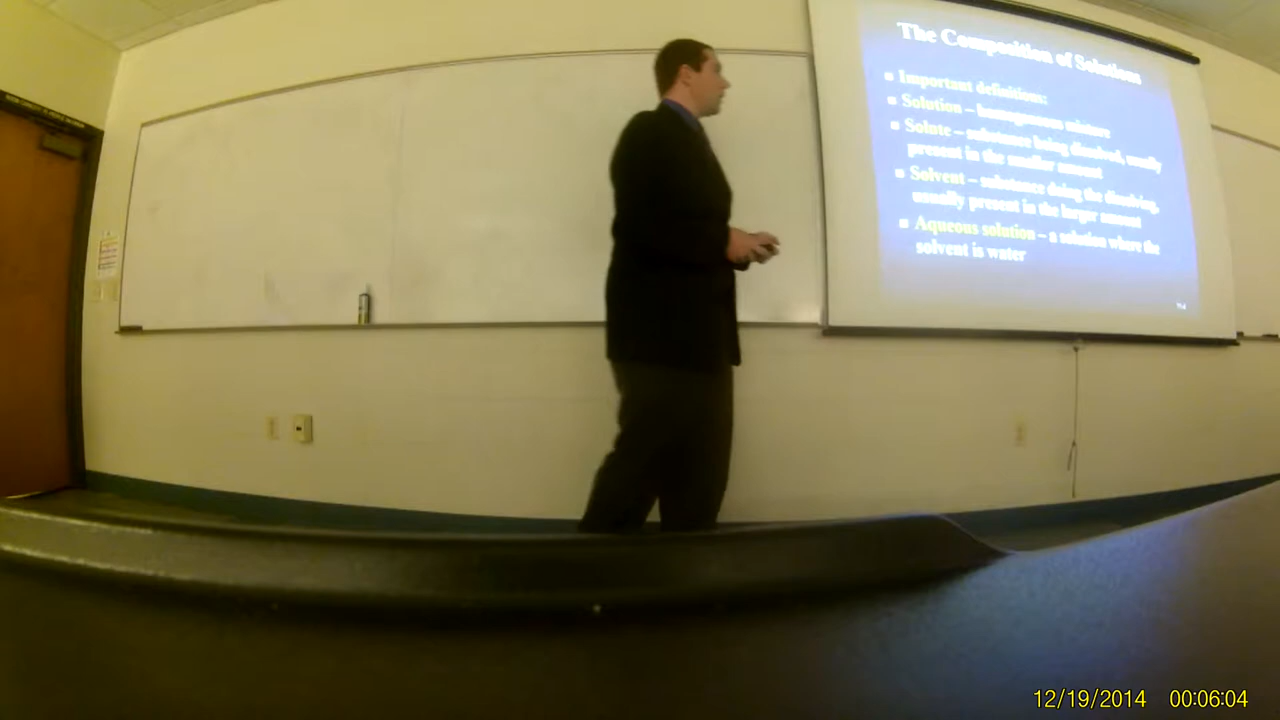 The Composition of Solutions
Important definitions:
Solution – homogeneous mixture
Solute – substance being dissolved, usually
present in the smaller amount
Solvent – substance doing the dissolving,
usually present in the larger amount
Aqueous solution – a solution where the
solvent is water
12/19/2014 00:06:04